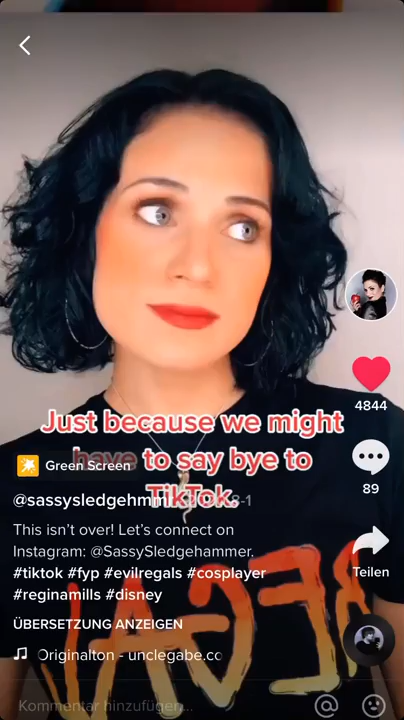 Just because we might
have to say bye to
TikTok.
Green Screen
This isn't over! Let's connect on
Instagram: @SassySledgehammer.
#tiktok #fyp #evilregals #cosplayer
#reginamills #disney
ÜBERSETZUNG ANZEIGEN
Originalton - unclegabe.co
Kommentar hinzufügen...
4844
89
Teilen